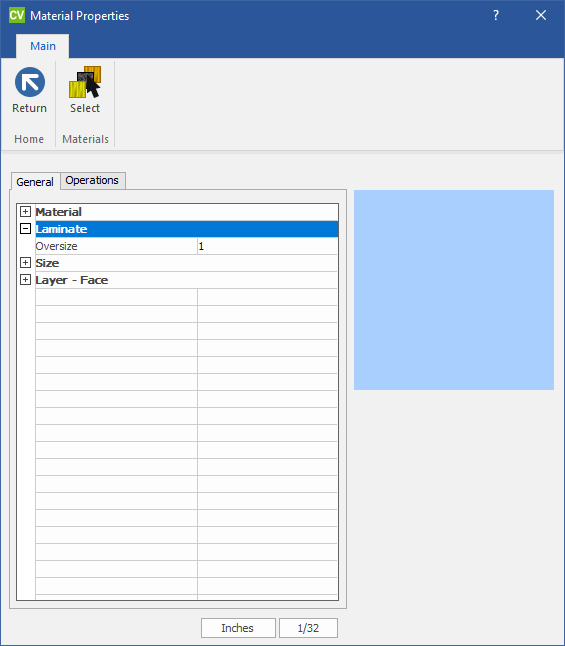 CV Material Properties ?
Main
Return Select
Home Materials
General Operations
Material
Laminate
Oversize 1
Size
Layer - Face
Inches 1/32